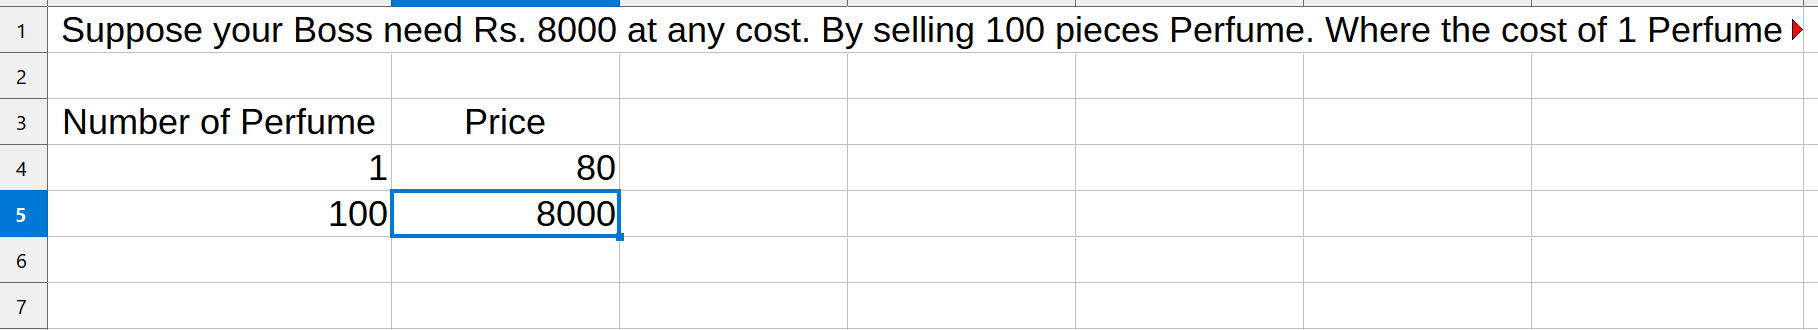 1 Suppose your Boss need Rs. 8000 at any cost. By selling 100 pieces Perfume. Where the cost of 1 Perfume
2
3 Number of Perfume Price
4 1 80
5 100 8000
6
7